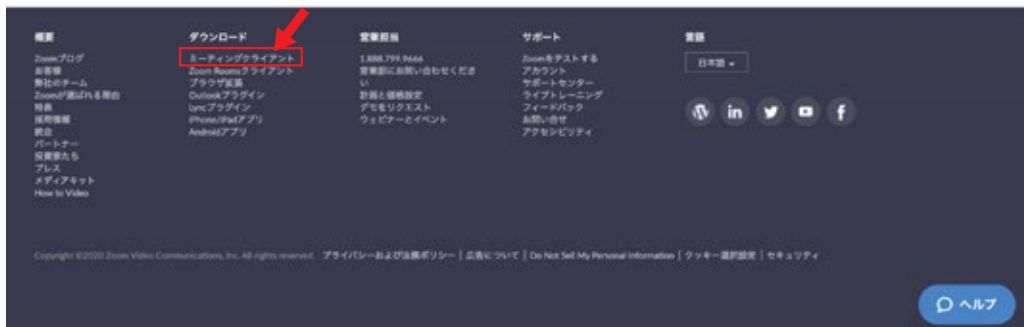 概要
Zoomブログ
お客様
弊社のチーム
Zoomが選ばれる理由
特長
採用情報
統合
パートナー
投資家たち
プレス
メディアキット
How to Video
ダウンロード
ミーティングクライアント
Zoom Roomsクライアント
ブラウザ拡張
Outlookプラグイン
Lyncプラグイン
iPhone/iPadアプリ
Androidアプリ
営業担当
1.888.799.9666
営業部にお問い合わせくださ
い
計画と価格設定
デモをリクエスト
ウェビナーとイベント
サポート
Zoomをテストする
アカウント
サポートセンター
ライブトレーニング
フィードバック
お問い合せ
アクセシビリティ
言語
日本語
in
f
Copyright ©2020 Zoom Video Communications, Inc. All rights reserved. プライバシーおよび法務ポリシー | 広告について | Do Not Sell My Personal Information | クッキー選択設定 | セキュリティ
ヘルプ